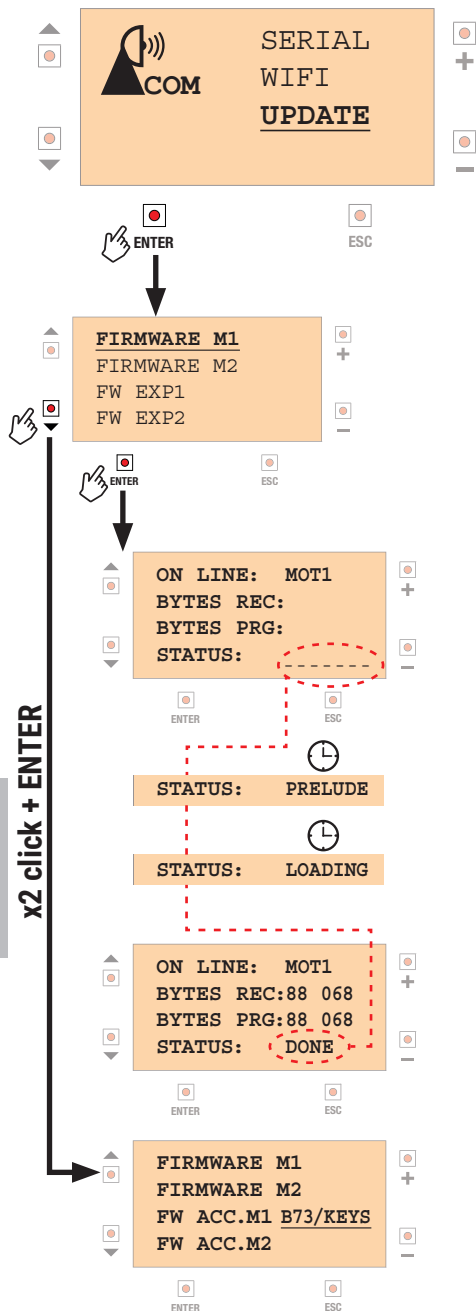 SERIAL
COM WIFI
UPDATE
+
−
ENTER ESC
FIRMWARE M1
FIRMWARE M2
FW EXP1
FW EXP2
+
−
ENTER ESC
ON LINE: MOT1
BYTES REC:
BYTES PRG:
STATUS: ------
+
−
ENTER ESC
STATUS: PRELUDE
STATUS: LOADING
x2 click + ENTER
ON LINE: MOT1
BYTES REC:88 068
BYTES PRG:88 068
STATUS: DONE
+
−
ENTER ESC
FIRMWARE M1
FIRMWARE M2
FW ACC.M1 B73/KEYS
FW ACC.M2
+
−
ENTER ESC